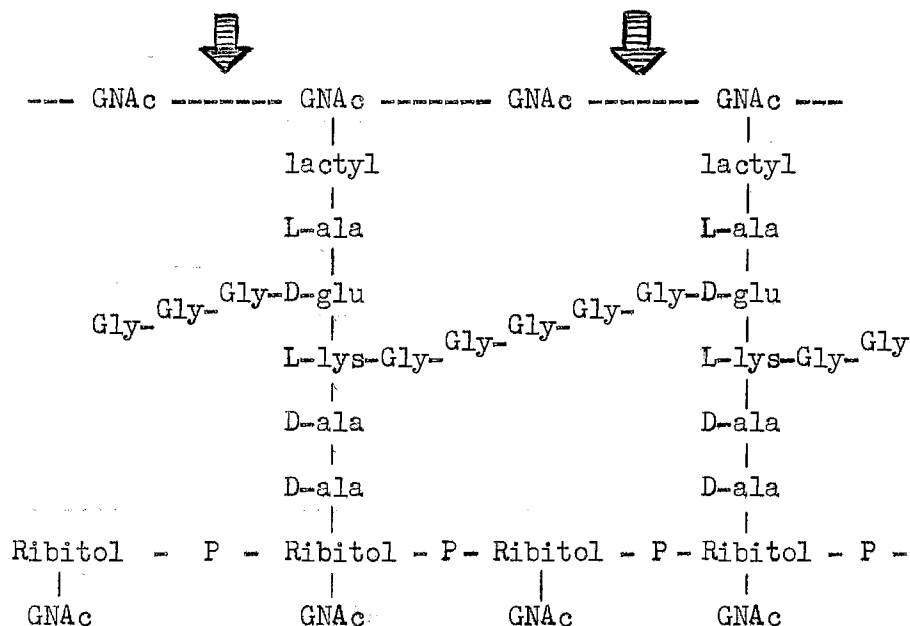 --- GNAc ------ GNAc ------ GNAc ------ GNAc ---
lactyl lactyl
L-ala L-ala
Gly-Gly-Gly-D-glu Gly-D-glu
L-lys-Gly-Gly-Gly-Gly- L-lys-Gly-Gly
D-ala D-ala
D-ala D-ala
Ribitol - P - Ribitol - P - Ribitol - P - Ribitol - P -
GNAc GNAc GNAc GNAc